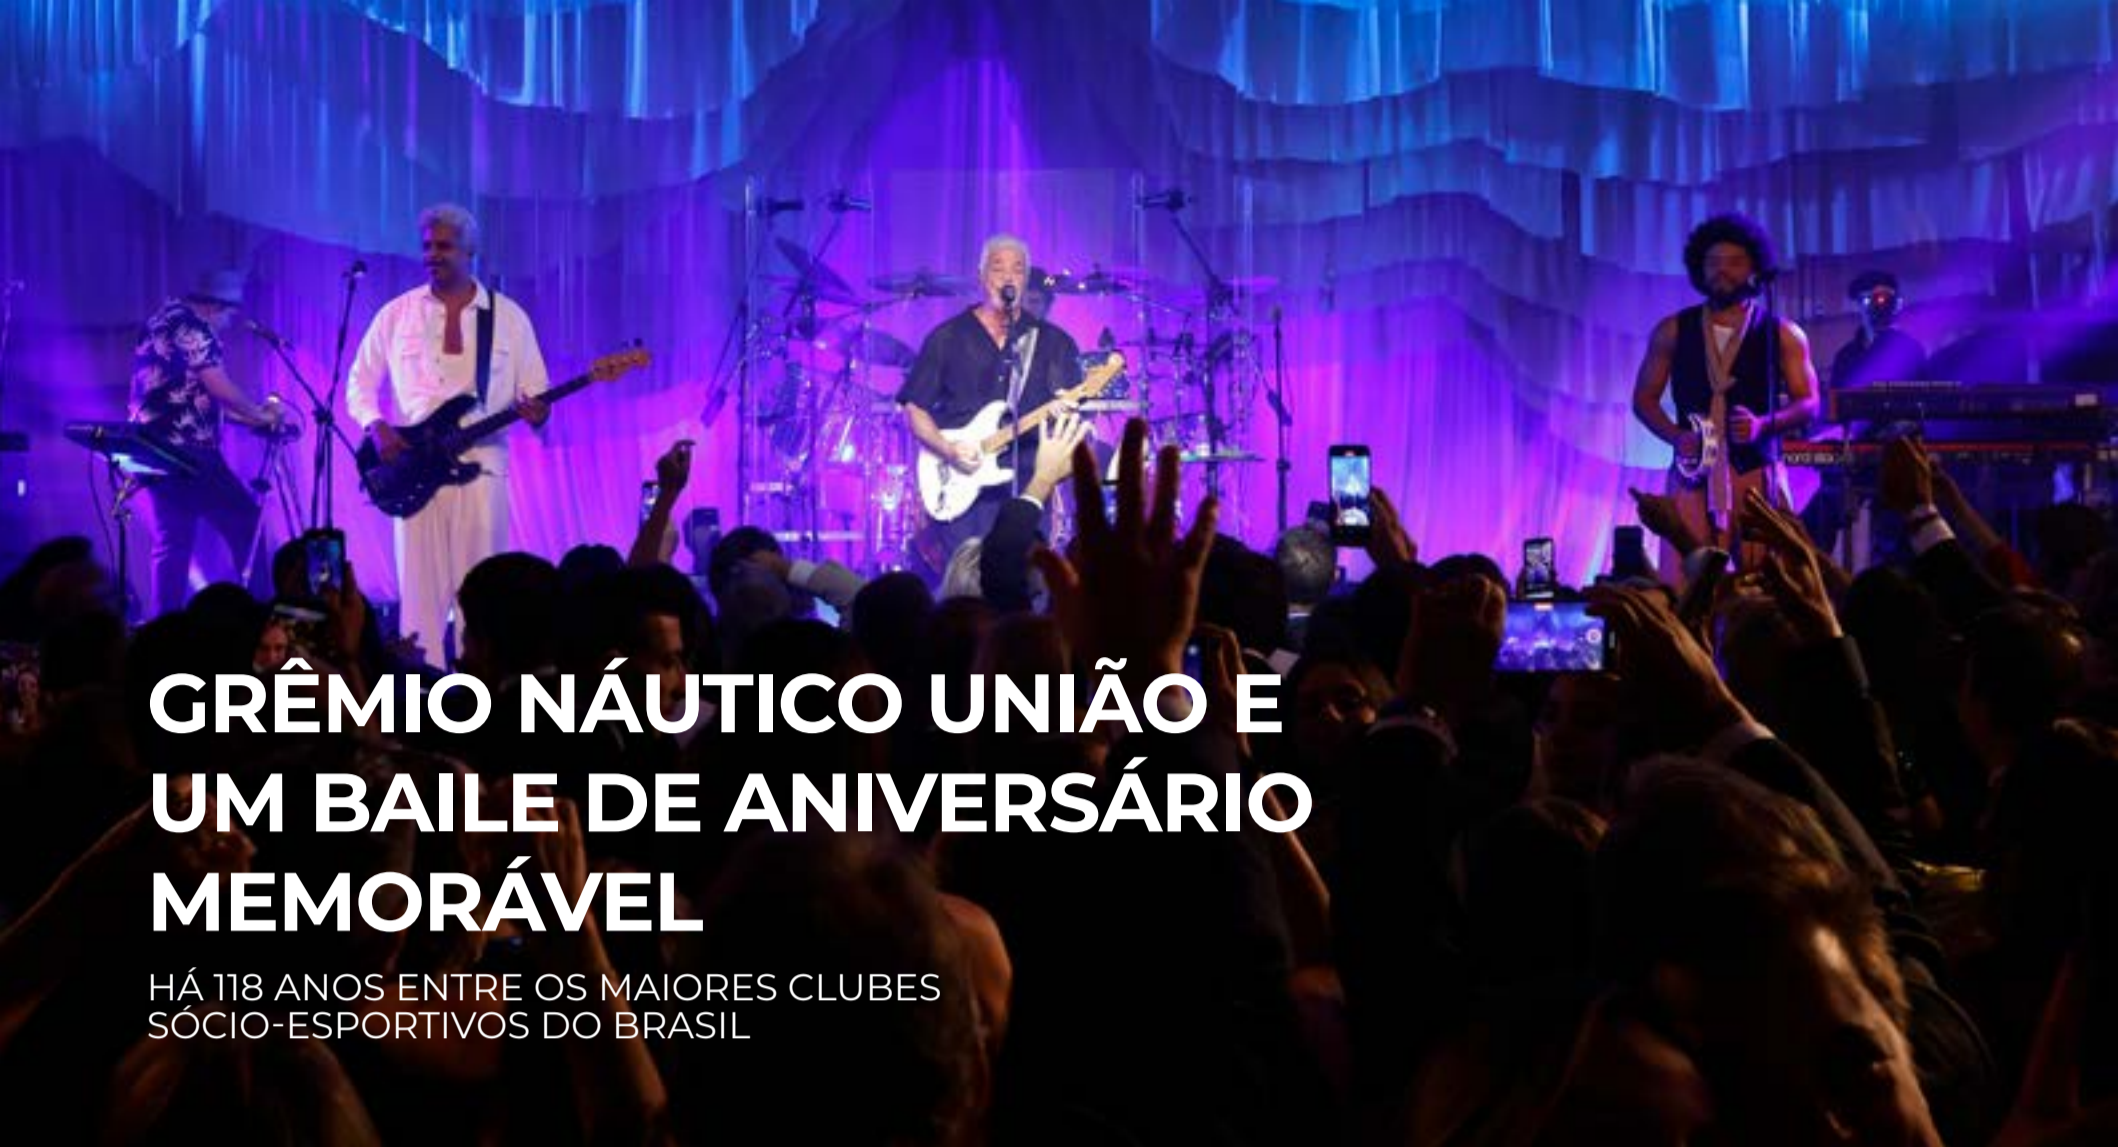 GRÊMIO NÁUTICO UNIÃO E
UM BAILE DE ANIVERSÁRIO
MEMORÁVEL
HÁ 118 ANOS ENTRE OS MAIORES CLUBES
SÓCIO-ESPORTIVOS DO BRASIL